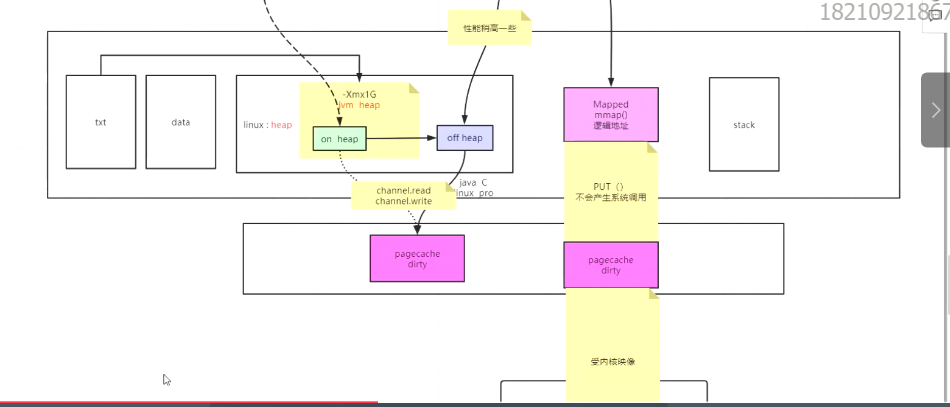 18210921867
性能稍高一些
-Xmx1G
jvm heap
txt
data
linux : heap
on heap
off heap
Mapped
mmap()
逻辑地址
stack
java C
linux pro
channel.read
channel.write
PUT（）
不会产生系统调用
pagecache
dirty
pagecache
dirty
受内核映像